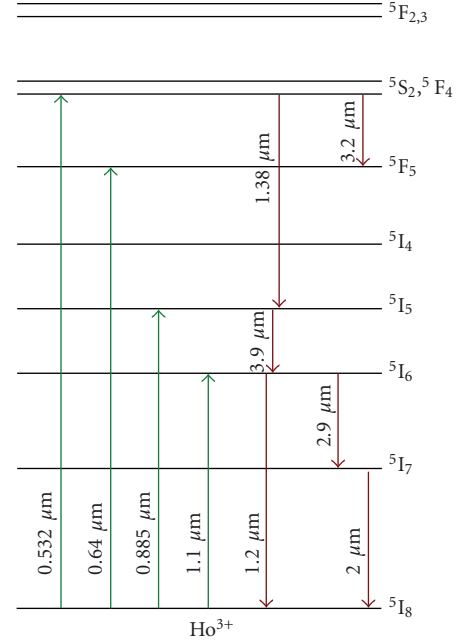 ⁵F₂,₃
⁵S₂,⁵ F₄
3.2 μm
1.38 μm
⁵F₅
⁵I₄
⁵I₅
3.9 μm
⁵I₆
2.9 μm
⁵I₇
0.532 μm
0.64 μm
0.885 μm
1.1 μm
1.2 μm
2 μm
⁵I₈
Ho³⁺